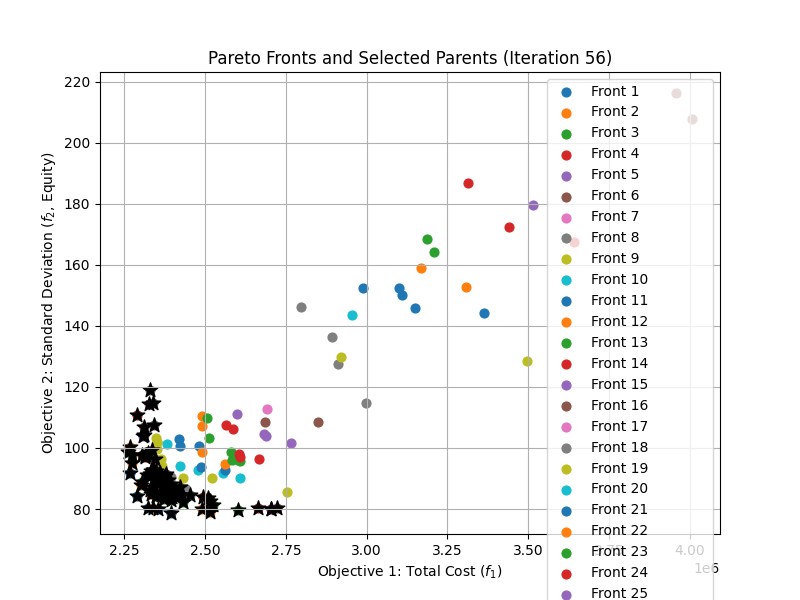 Pareto Fronts and Selected Parents (Iteration 56)
Objective 2: Standard Deviation (f₂, Equity)
220
200
180
160
140
120
100
80
2.25
2.50
2.75
3.00
3.25
3.50
4.00
1e6
Objective 1: Total Cost (f₁)
Front 1
Front 2
Front 3
Front 4
Front 5
Front 6
Front 7
Front 8
Front 9
Front 10
Front 11
Front 12
Front 13
Front 14
Front 15
Front 16
Front 17
Front 18
Front 19
Front 20
Front 21
Front 22
Front 23
Front 24
Front 25